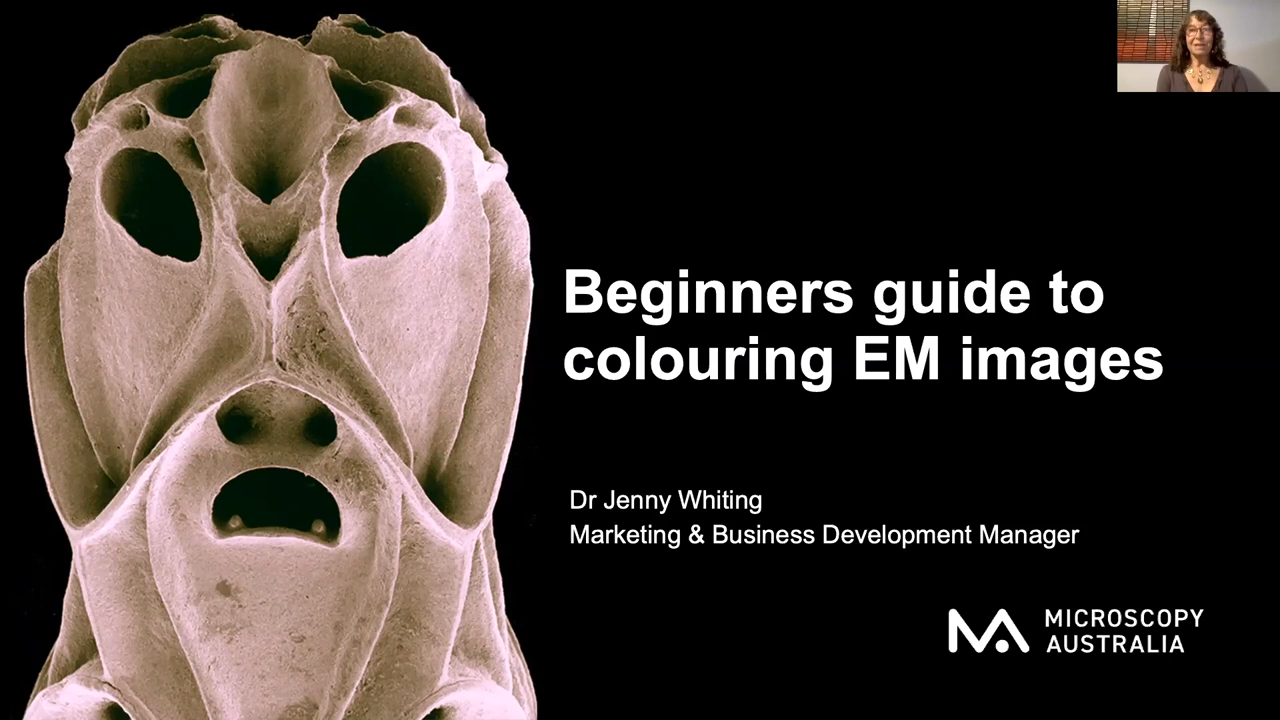 Beginners guide to
colouring EM images
Dr Jenny Whiting
Marketing & Business Development Manager
MICROSCOPY
AUSTRALIA